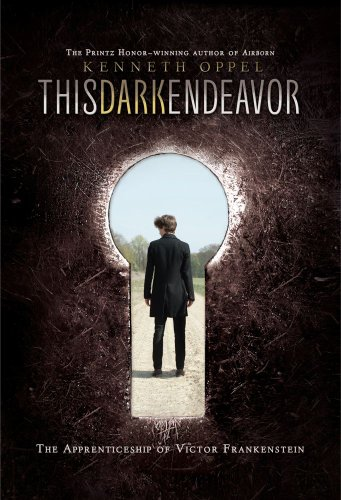 The Printz Honor–winning author of Airborn
KENNETH OPPEL
THISDARKENDEAVOR
The Apprenticeship of Victor Frankenstein